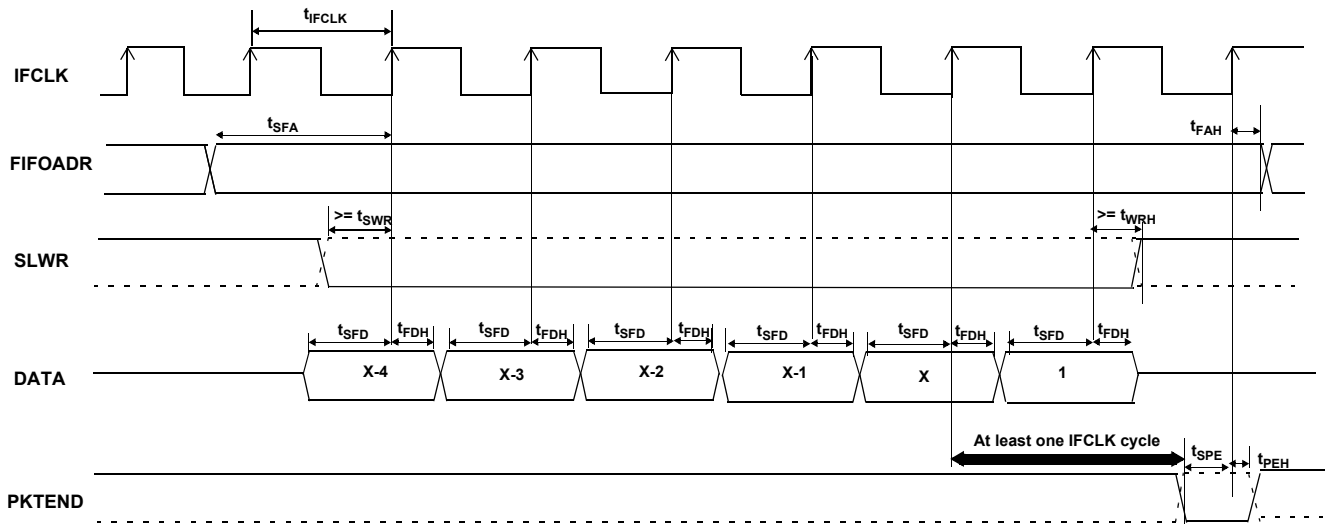 tIFCLK
IFCLK
tSFA
tFAH
FIFOADR
>= tSWR
>= tWRH
SLWR
tSFD tFDH tSFD tFDH tSFD tFDH tSFD tFDH tSFD tFDH tSFD tFDH
DATA X-4 X-3 X-2 X-1 X 1
At least one IFCLK cycle
tSPE
tPEH
PKTEND